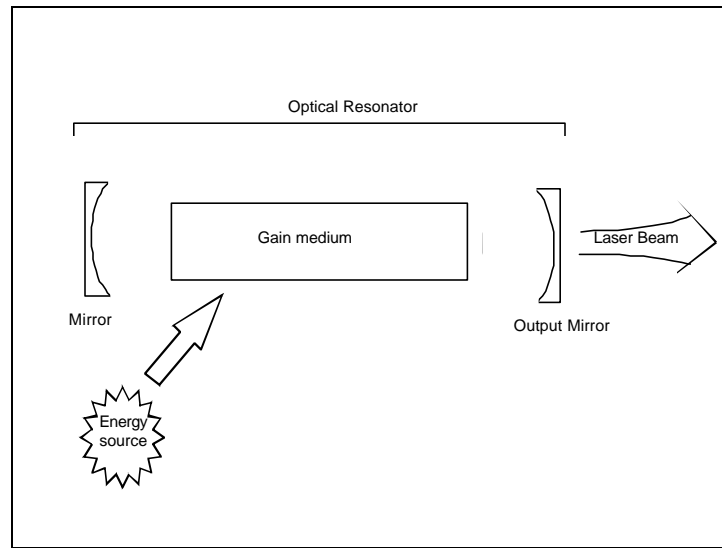 Optical Resonator
Gain medium
Laser Beam
Mirror
Output Mirror
Energy
source